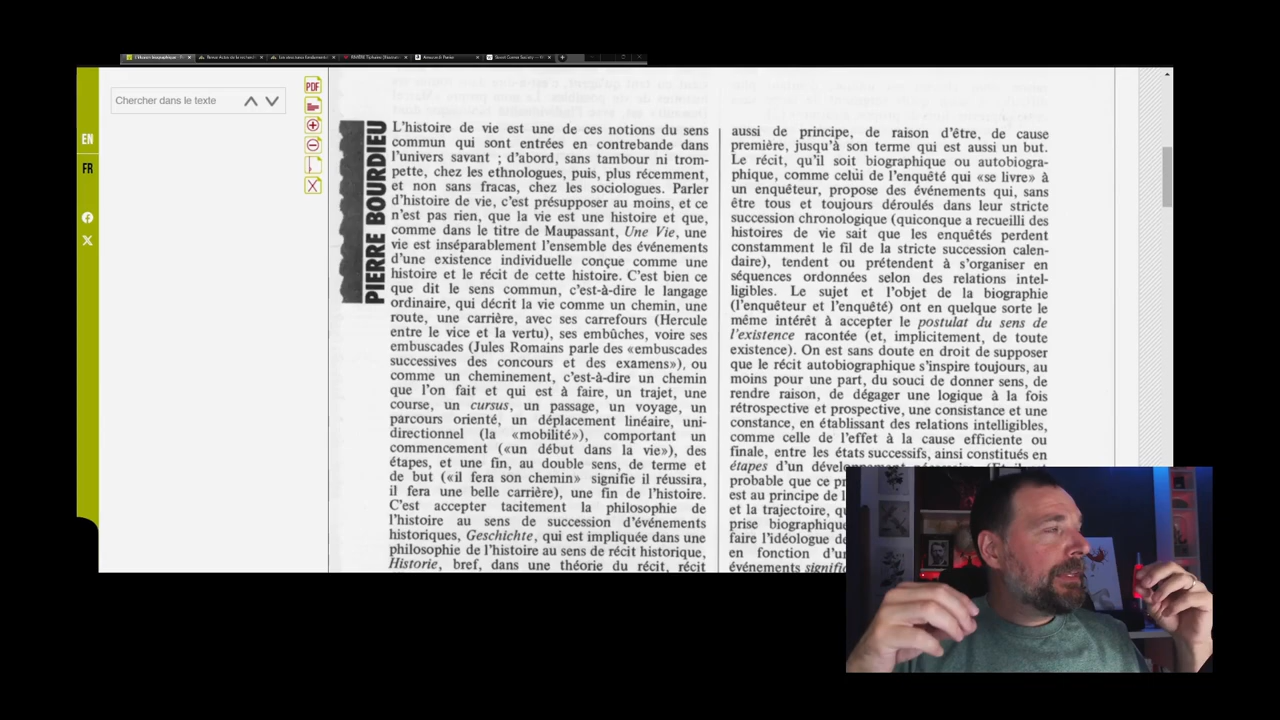 L'Illusion biographique - P
Revue Actes de la recherche
Amazon.fr Panier
EN
FR
Chercher dans le texte
PDF
PIERRE BOURDIEU
L'histoire de vie est une de ces notions du sens
commun qui sont entrées en contrebande dans
l'univers savant ; d'abord, sans tambour ni trom-
pette, chez les ethnologues, puis, plus récemment,
et non sans fracas, chez les sociologues. Parler
d'histoire de vie, c'est présupposer au moins, et ce
n'est pas rien, que la vie est une histoire et que,
comme dans le titre de Maupassant, Une Vie, une
vie est inséparablement l'ensemble des événements
d'une existence individuelle conçue comme une
histoire et le récit de cette histoire. C'est bien ce
que dit le sens commun, c'est-à-dire le langage
ordinaire, qui décrit la vie comme un chemin, une
route, une carrière, avec ses carrefours (Hercule
entre le vice et la vertu), ses embûches, voire ses
embuscades (Jules Romains parle des «embuscades
successives des concours et des examens»), ou
comme un cheminement, c'est-à-dire un chemin
que l'on fait et qui est à faire, un trajet, une
course, un cursus, un passage, un voyage, un
parcours orienté, un déplacement linéaire, uni-
directionnel (la «mobilité»), comportant un
commencement («un début dans la vie»), des
étapes, et une fin, au double sens, de terme et
de but («il fera son chemin» signifie il réussira,
il fera une belle carrière), une fin de l'histoire.
C'est accepter tacitement la philosophie de
l'histoire au sens de succession d'événements
historiques, Geschichte, qui est impliquée dans une
philosophie de l'histoire au sens de récit historique,
Historie, bref, dans une théorie du récit, récit
aussi de principe, de raison d'être, de cause
première, jusqu'à son terme qui est aussi un but.
Le récit, qu'il soit biographique ou autobiogra-
phique, comme celui de l'enquêté qui «se livre» à
un enquêteur, propose des événements qui, sans
être tous et toujours déroulés dans leur stricte
succession chronologique (quiconque a recueilli des
histoires de vie sait que les enquêtés perdent
constamment le fil de la stricte succession calen-
daire), tendent ou prétendent à s'organiser en
séquences ordonnées selon des relations intel-
ligibles. Le sujet et l'objet de la biographie
(l'enquêteur et l'enquêté) ont en quelque sorte le
même intérêt à accepter le postulat du sens de
l'existence racontée (et, implicitement, de toute
existence). On est sans doute en droit de supposer
que le récit autobiographique s'inspire toujours, au
moins pour une part, du souci de donner sens, de
rendre raison, de dégager une logique à la fois
rétrospective et prospective, une consistance et une
constance, en établissant des relations intelligibles,
comme celle de l'effet à la cause efficiente ou
finale, entre les états successifs, ainsi constitués en
étapes d'un développement nécessaire. (Et il est
probable que ce pr
est au principe de l
et la trajectoire, qu
prise biographique
faire l'idéologue de
en fonction d'un
événements signific